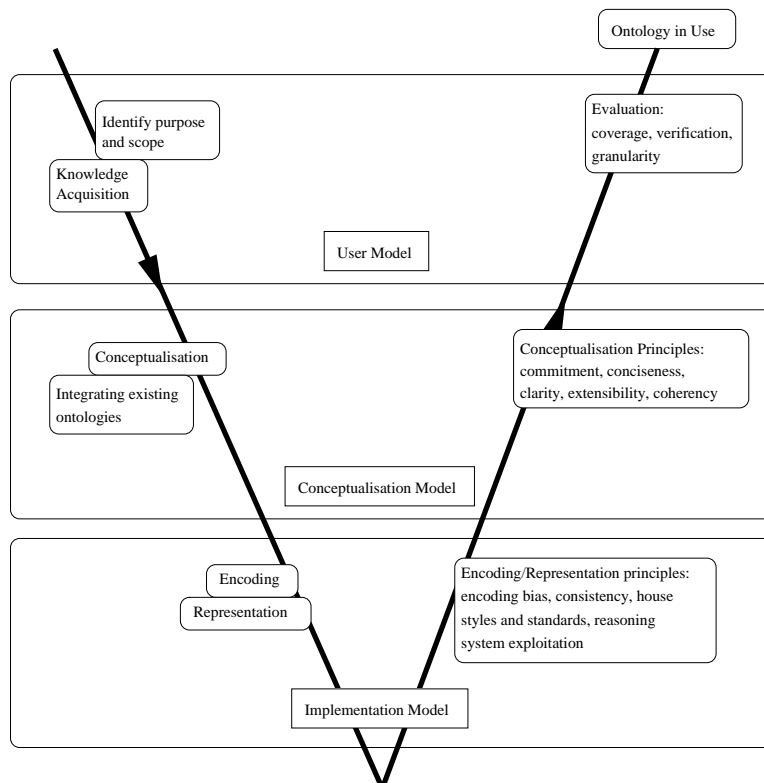 Ontology in Use
Identify purpose
and scope
Knowledge
Acquisition
Evaluation:
coverage, verification,
granularity
User Model
Conceptualisation
Integrating existing
ontologies
Conceptualisation Principles:
commitment, conciseness,
clarity, extensibility, coherency
Conceptualisation Model
Encoding
Representation
Encoding/Representation principles:
encoding bias, consistency, house
styles and standards, reasoning
system exploitation
Implementation Model